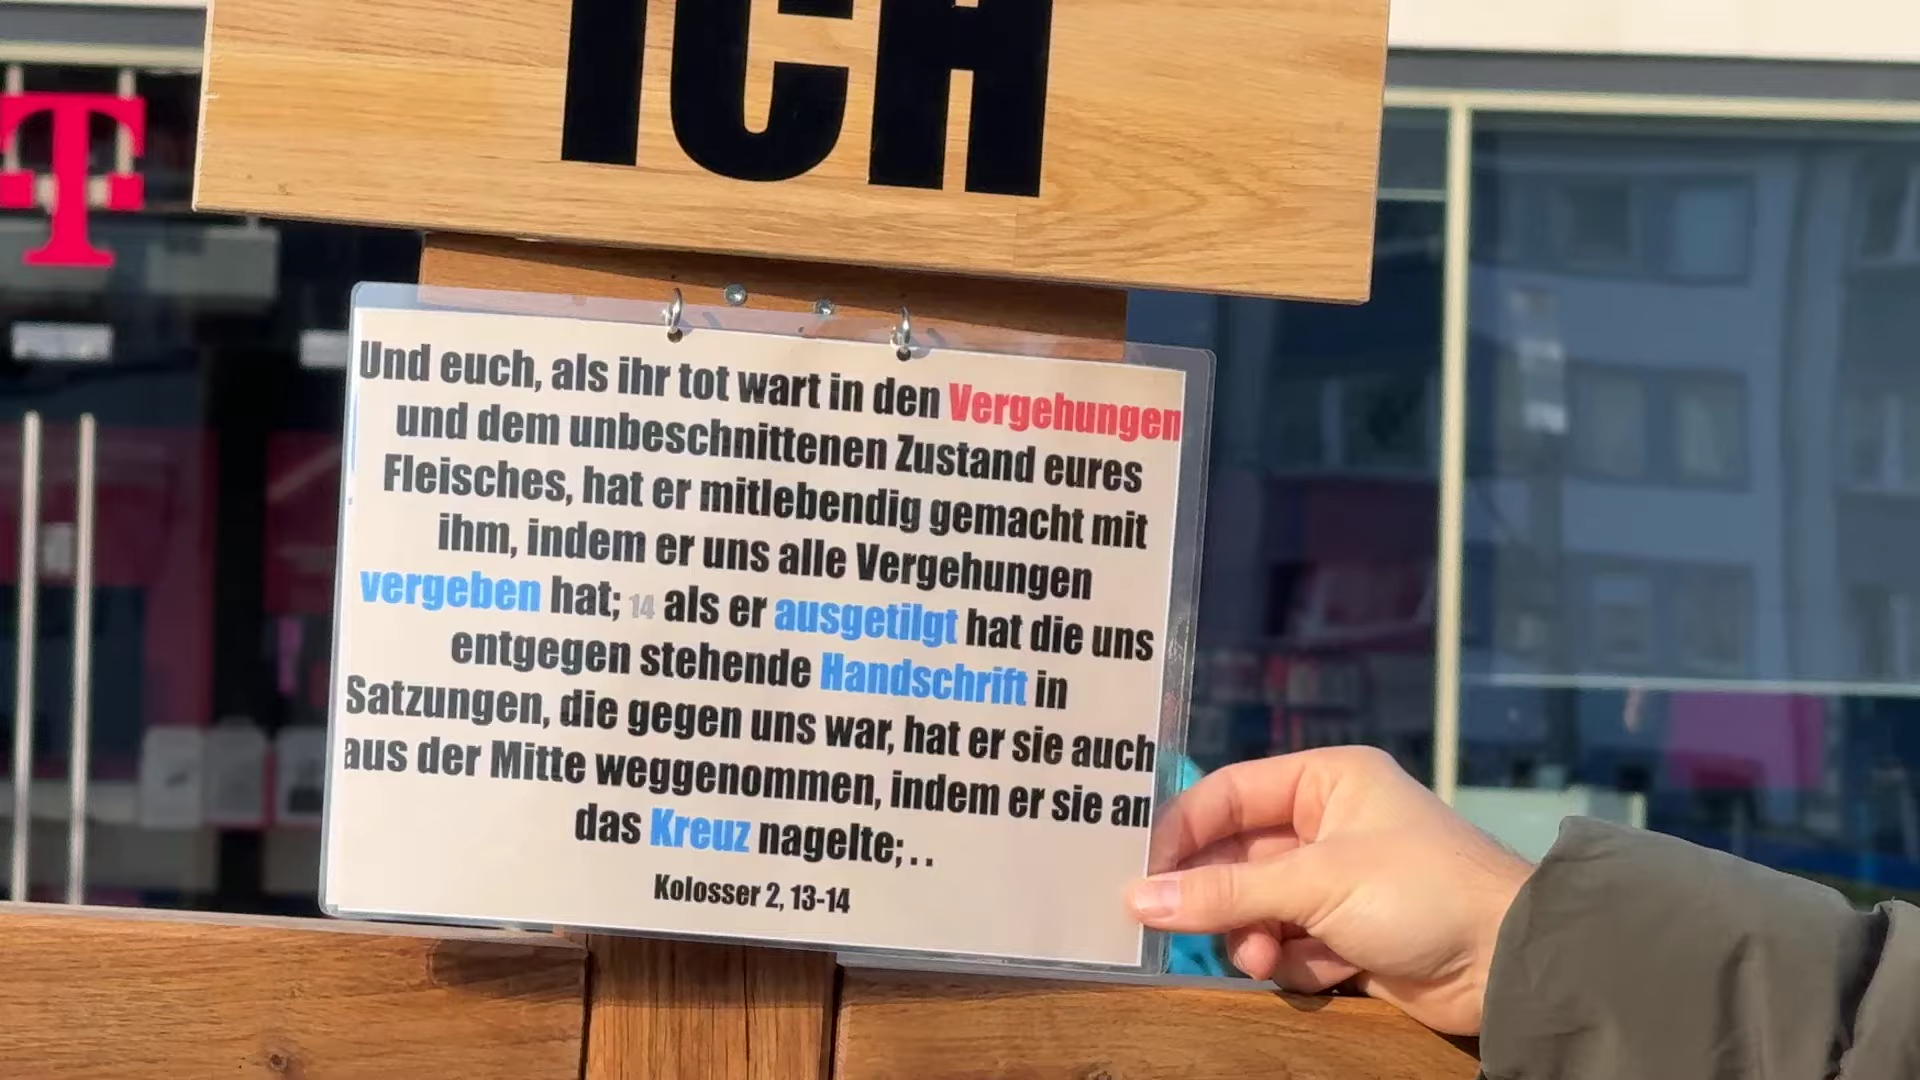 ICH
T
Und euch, als ihr tot wart in den Vergehungen
und dem unbeschnittenen Zustand eures
Fleisches, hat er mitlebendig gemacht mit
ihm, indem er uns alle Vergehungen
vergeben hat; 14 als er ausgetilgt hat die uns
entgegen stehende Handschrift in
Satzungen, die gegen uns war, hat er sie auch
aus der Mitte weggenommen, indem er sie an
das Kreuz nagelte;..
Kolosser 2, 13-14